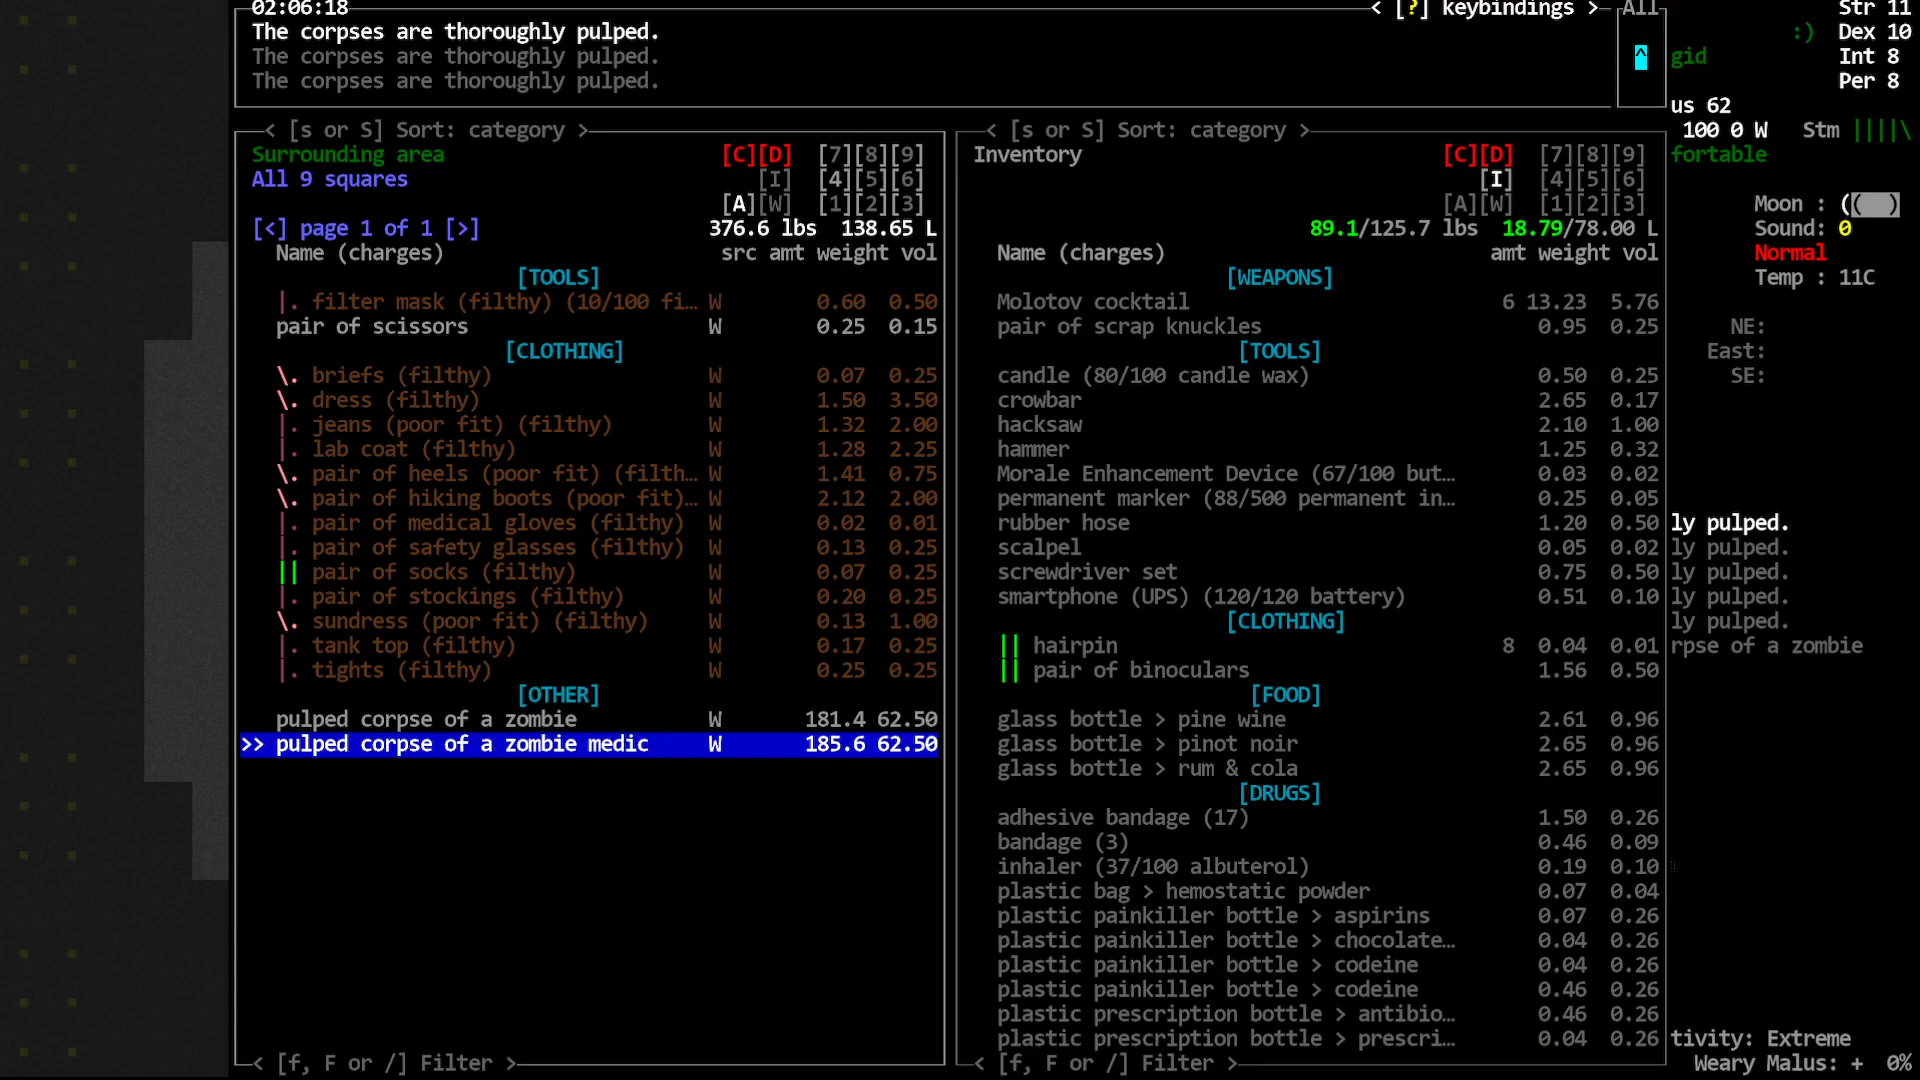 02:06:18 < [?] keybindings > All Str 11
The corpses are thoroughly pulped. :) Dex 10
The corpses are thoroughly pulped. ^ gid Int 8
The corpses are thoroughly pulped. Per 8
us 62
< [s or S] Sort: category > < [s or S] Sort: category > 100 0 W Stm ||||\
Surrounding area [C][D] [7][8][9] Inventory [C][D] [7][8][9] fortable
All 9 squares [I] [4][5][6] [I] [4][5][6]
[A][W] [1][2][3] [A][W] [1][2][3] Moon : (( )
[<] page 1 of 1 [>] 376.6 lbs 138.65 L 89.1/125.7 lbs 18.79/78.00 L Sound: 0
Name (charges) src amt weight vol Name (charges) amt weight vol Normal
[TOOLS] [WEAPONS] Temp : 11C
|. filter mask (filthy) (10/100 fi… W 0.60 0.50 Molotov cocktail 6 13.23 5.76
pair of scissors W 0.25 0.15 pair of scrap knuckles 0.95 0.25 NE:
[CLOTHING] [TOOLS] East:
\. briefs (filthy) W 0.07 0.25 candle (80/100 candle wax) 0.50 0.25 SE:
\. dress (filthy) W 1.50 3.50 crowbar 2.65 0.17
|. jeans (poor fit) (filthy) W 1.32 2.00 hacksaw 2.10 1.00
|. lab coat (filthy) W 1.28 2.25 hammer 1.25 0.32
\. pair of heels (poor fit) (filth… W 1.41 0.75 Morale Enhancement Device (67/100 but… 0.03 0.02
\. pair of hiking boots (poor fit)… W 2.12 2.00 permanent marker (88/500 permanent in… 0.25 0.05
|. pair of medical gloves (filthy) W 0.02 0.01 rubber hose 1.20 0.50 ly pulped.
|. pair of safety glasses (filthy) W 0.13 0.25 scalpel 0.05 0.02 ly pulped.
|| pair of socks (filthy) W 0.07 0.25 screwdriver set 0.75 0.50 ly pulped.
|. pair of stockings (filthy) W 0.20 0.25 smartphone (UPS) (120/120 battery) 0.51 0.10 ly pulped.
\. sundress (poor fit) (filthy) W 0.13 1.00 [CLOTHING] ly pulped.
|. tank top (filthy) W 0.17 0.25 || hairpin 8 0.04 0.01 rpse of a zombie
|. tights (filthy) W 0.25 0.25 || pair of binoculars 1.56 0.50
[OTHER] [FOOD]
pulped corpse of a zombie W 181.4 62.50 glass bottle > pine wine 2.61 0.96
>> pulped corpse of a zombie medic W 185.6 62.50 glass bottle > pinot noir 2.65 0.96
glass bottle > rum & cola 2.65 0.96
[DRUGS]
adhesive bandage (17) 1.50 0.26
bandage (3) 0.46 0.09
inhaler (37/100 albuterol) 0.19 0.10
plastic bag > hemostatic powder 0.07 0.04
plastic painkiller bottle > aspirins 0.07 0.26
plastic painkiller bottle > chocolate… 0.04 0.26
plastic painkiller bottle > codeine 0.04 0.26
plastic painkiller bottle > codeine 0.46 0.26
plastic prescription bottle > antibio… 0.46 0.26
plastic prescription bottle > prescri… 0.04 0.26 tivity: Extreme
< [f, F or /] Filter > < [f, F or /] Filter > Weary Malus: + 0%